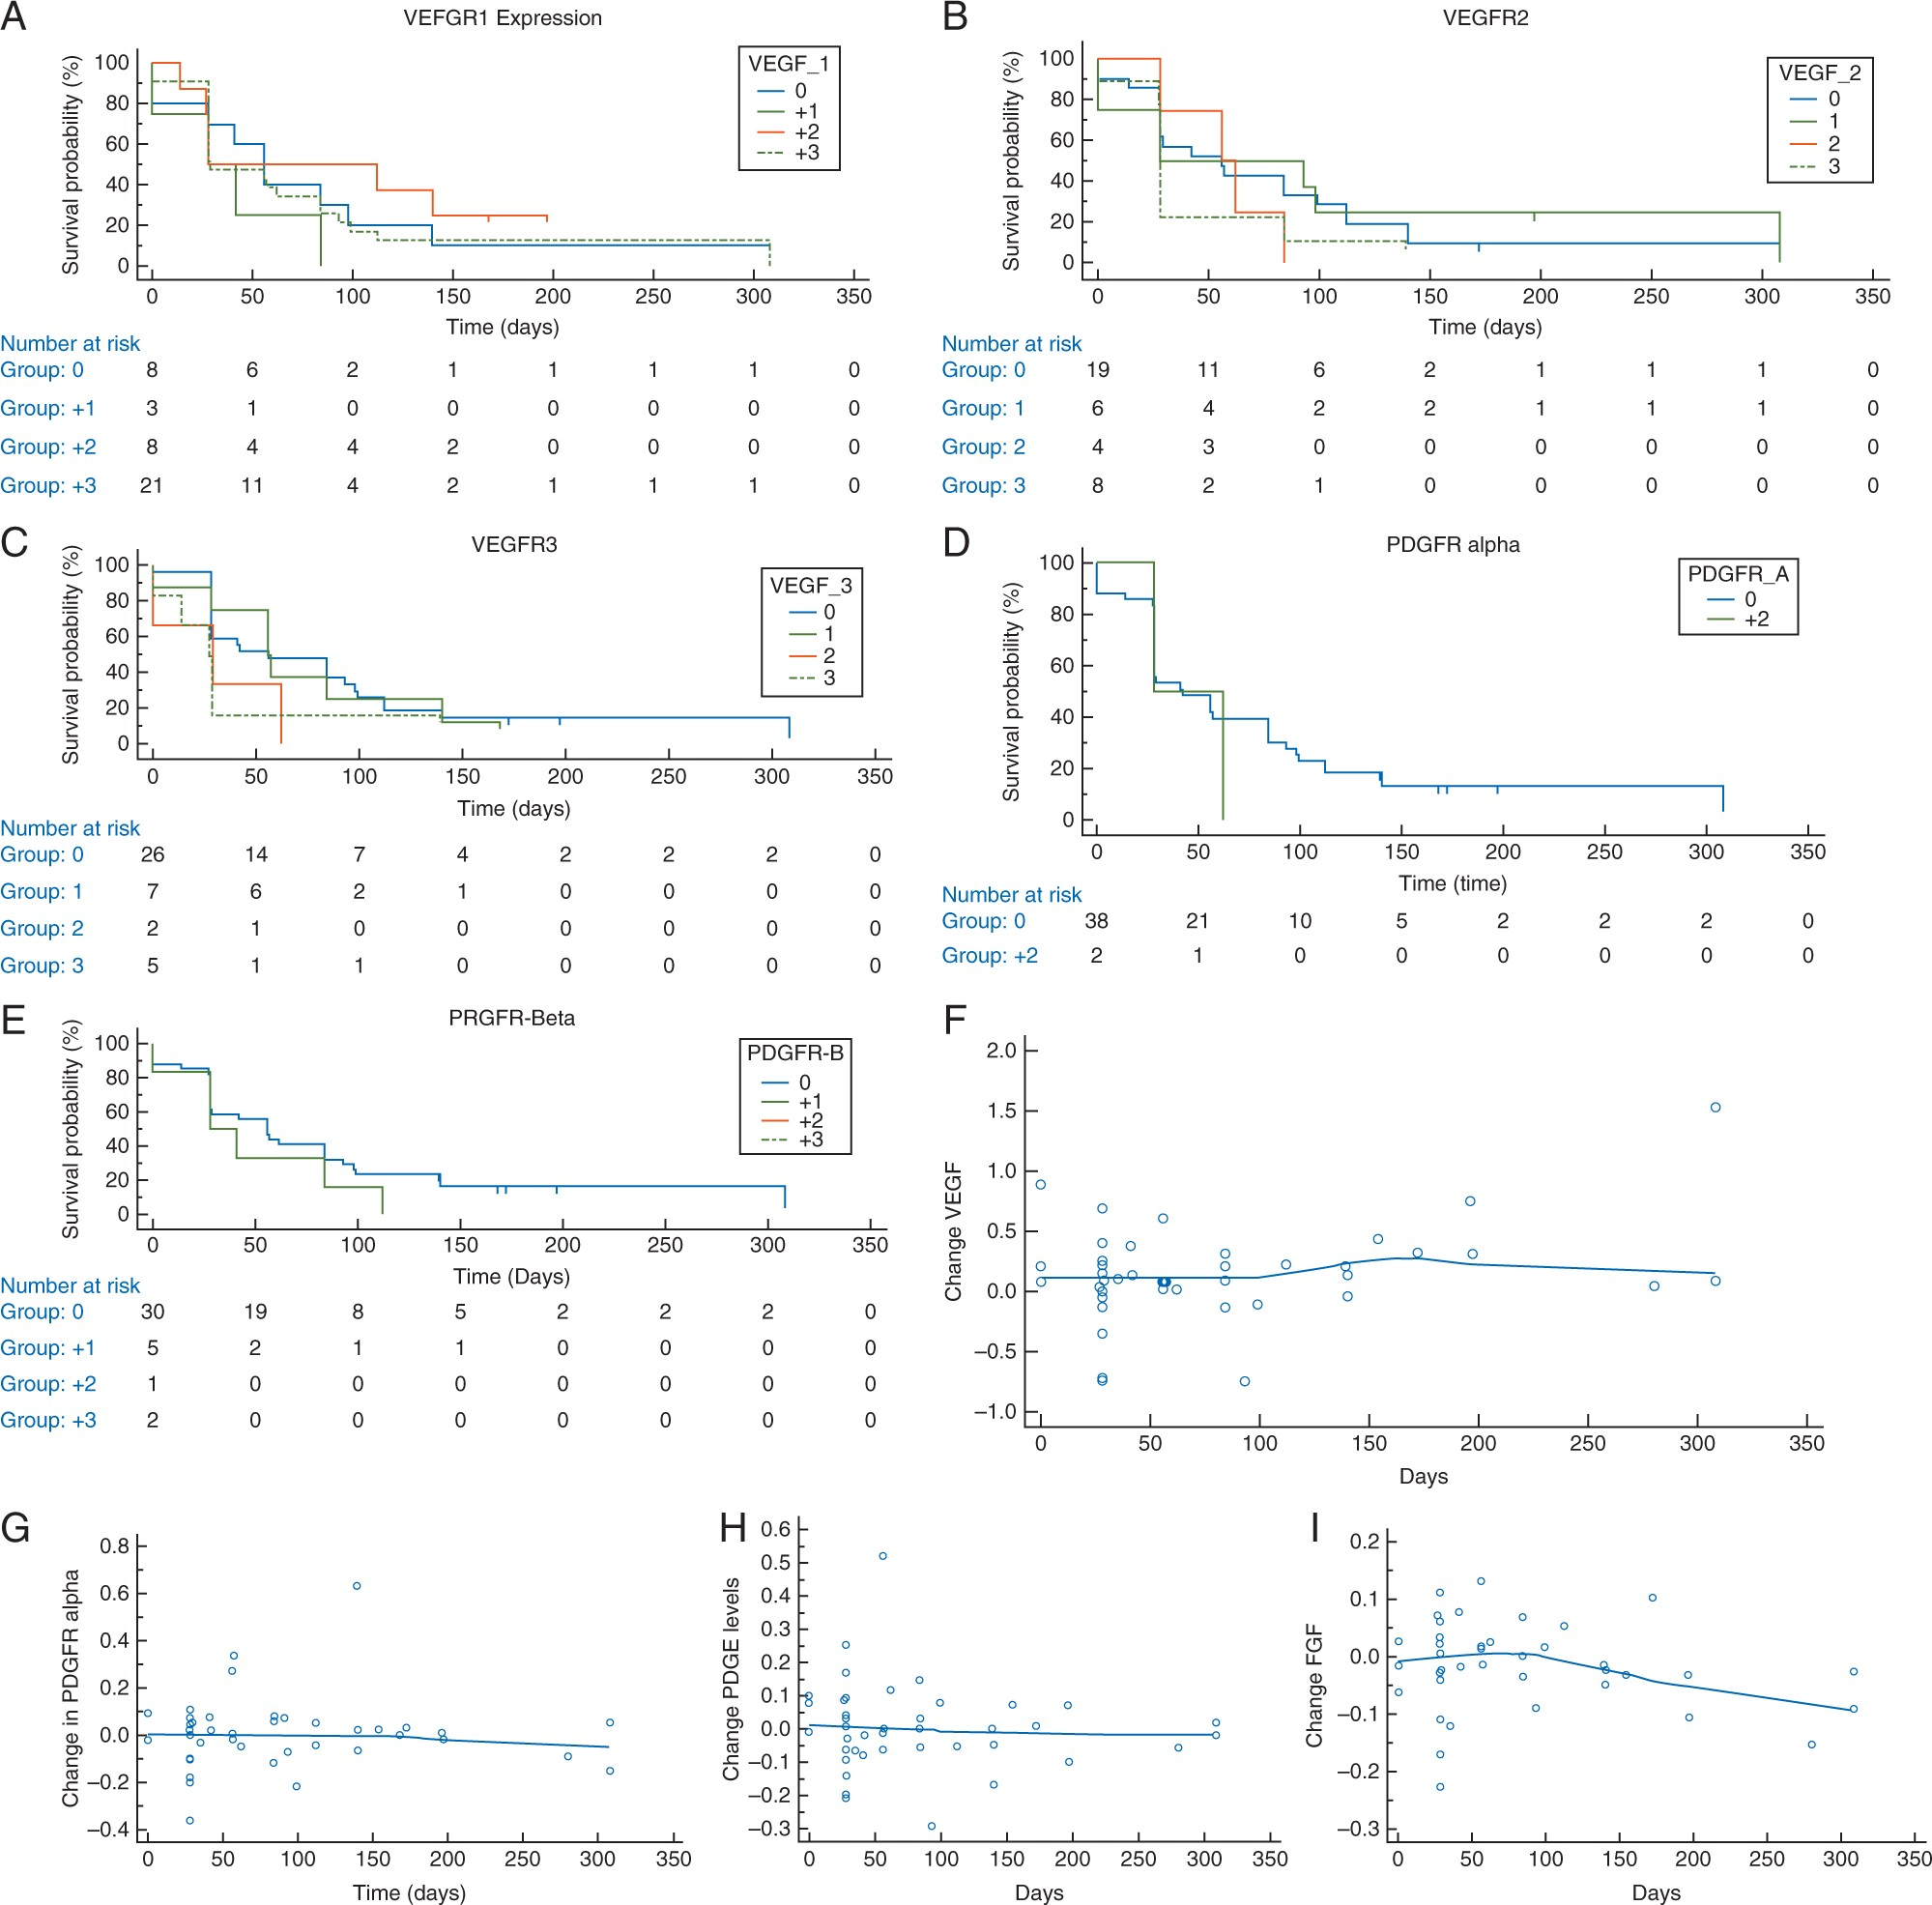 A
VEFGR1 Expression
Survival probability (%)
100
80
60
40
20
0
0 50 100 150 200 250 300 350
Time (days)
VEGF_1
0
+1
+2
+3
Number at risk
Group: 0 8 6 2 1 1 1 1 0
Group: +1 3 1 0 0 0 0 0 0
Group: +2 8 4 4 2 0 0 0 0
Group: +3 21 11 4 2 1 1 1 0
B
VEGFR2
Survival probability (%)
100
80
60
40
20
0
0 50 100 150 200 250 300 350
Time (days)
VEGF_2
0
1
2
3
Number at risk
Group: 0 19 11 6 2 1 1 1 0
Group: 1 6 4 2 2 1 1 1 0
Group: 2 4 3 0 0 0 0 0 0
Group: 3 8 2 1 0 0 0 0 0
C
VEGFR3
Survival probability (%)
100
80
60
40
20
0
0 50 100 150 200 250 300 350
Time (days)
VEGF_3
0
1
2
3
Number at risk
Group: 0 26 14 7 4 2 2 2 0
Group: 1 7 6 2 1 0 0 0 0
Group: 2 2 1 0 0 0 0 0 0
Group: 3 5 1 1 0 0 0 0 0
D
PDGFR alpha
Survival probability (%)
100
80
60
40
20
0
0 50 100 150 200 250 300 350
Time (time)
PDGFR_A
0
+2
Number at risk
Group: 0 38 21 10 5 2 2 2 0
Group: +2 2 1 0 0 0 0 0 0
E
PRGFR-Beta
Survival probability (%)
100
80
60
40
20
0
0 50 100 150 200 250 300 350
Time (Days)
PDGFR-B
0
+1
+2
+3
Number at risk
Group: 0 30 19 8 5 2 2 2 0
Group: +1 5 2 1 1 0 0 0 0
Group: +2 1 0 0 0 0 0 0 0
Group: +3 2 0 0 0 0 0 0 0
F
Change VEGF
2.0
1.5
1.0
0.5
0.0
–0.5
–1.0
0 50 100 150 200 250 300 350
Days
G
Change in PDGFR alpha
0.8
0.6
0.4
0.2
0.0
–0.2
–0.4
0 50 100 150 200 250 300 350
Time (days)
H
Change PDGE levels
0.6
0.5
0.4
0.3
0.2
0.1
0.0
–0.1
–0.2
–0.3
0 50 100 150 200 250 300 350
Days
I
Change FGF
0.2
0.1
0.0
–0.1
–0.2
–0.3
0 50 100 150 200 250 300 350
Days